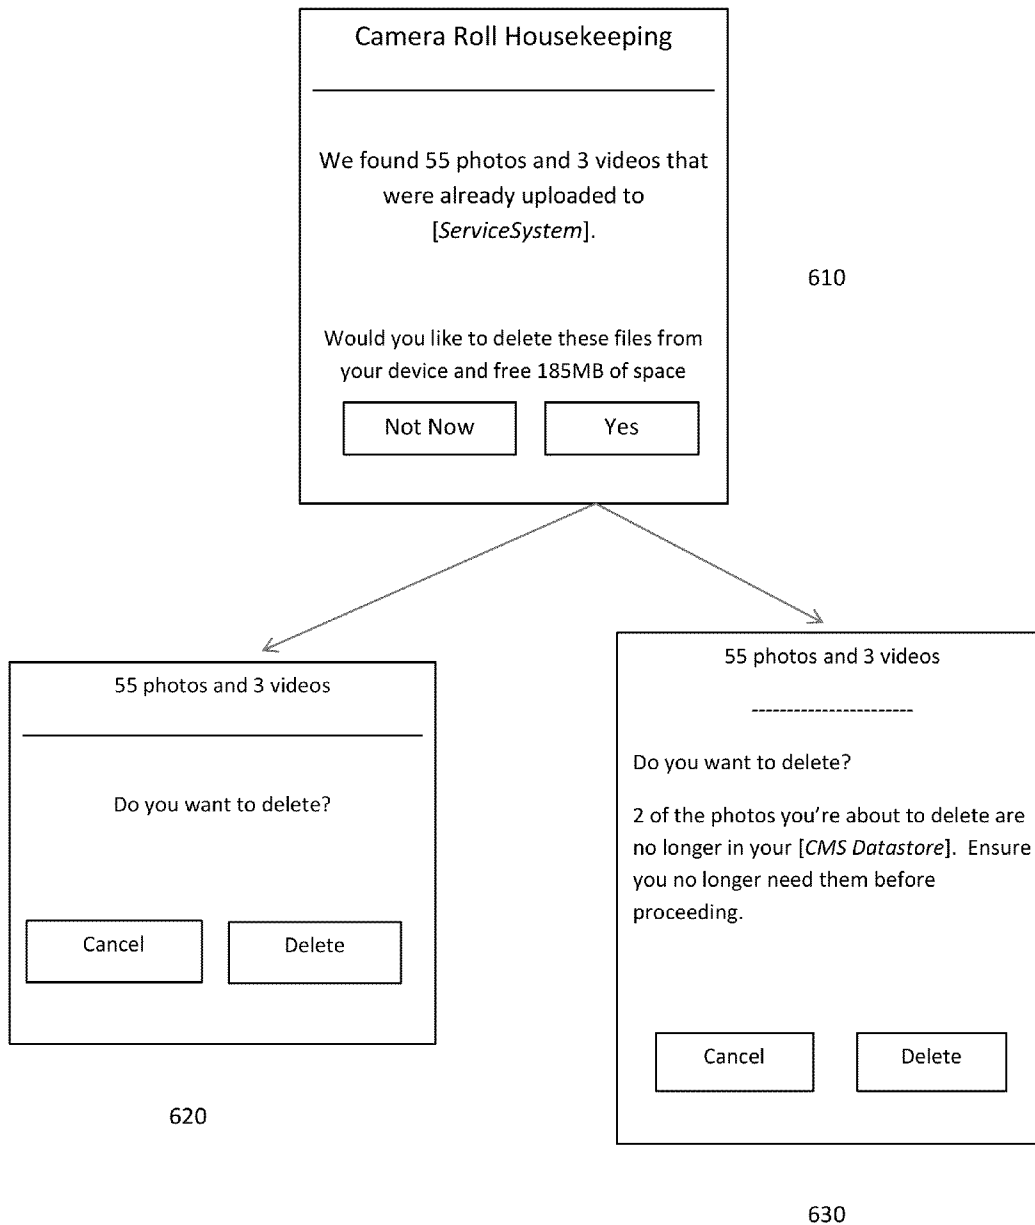 Camera Roll Housekeeping
We found 55 photos and 3 videos that
were already uploaded to
[ServiceSystem].
610
Would you like to delete these files from
your device and free 185MB of space
Not Now
Yes
55 photos and 3 videos
Do you want to delete?
Cancel
Delete
620
55 photos and 3 videos
-----------------------
Do you want to delete?
2 of the photos you're about to delete are
no longer in your [CMS Datastore].  Ensure
you no longer need them before
proceeding.
Cancel
Delete
630